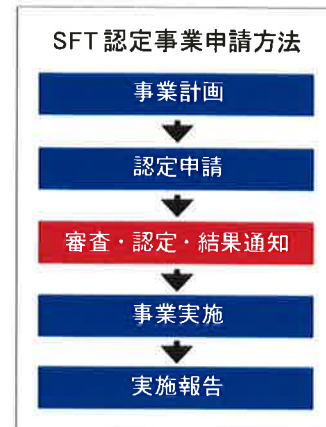 SFT認定事業申請方法
事業計画
認定申請
審査・認定・結果通知
事業実施
実施報告